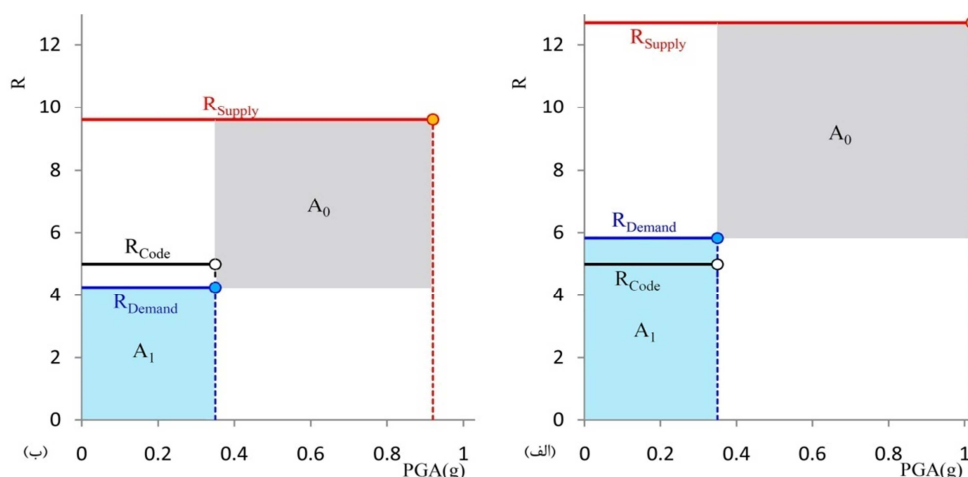 12
10
8
6
4
2
0
R
R_Supply
A_0
R_Code
R_Demand
A_1
0 0.2 0.4 0.6 0.8 1
PGA(g)
(ب)
12
10
8
6
4
2
0
R_Supply
A_0
R_Demand
R_Code
A_1
0 0.2 0.4 0.6 0.8 1
PGA(g)
(الف)
R